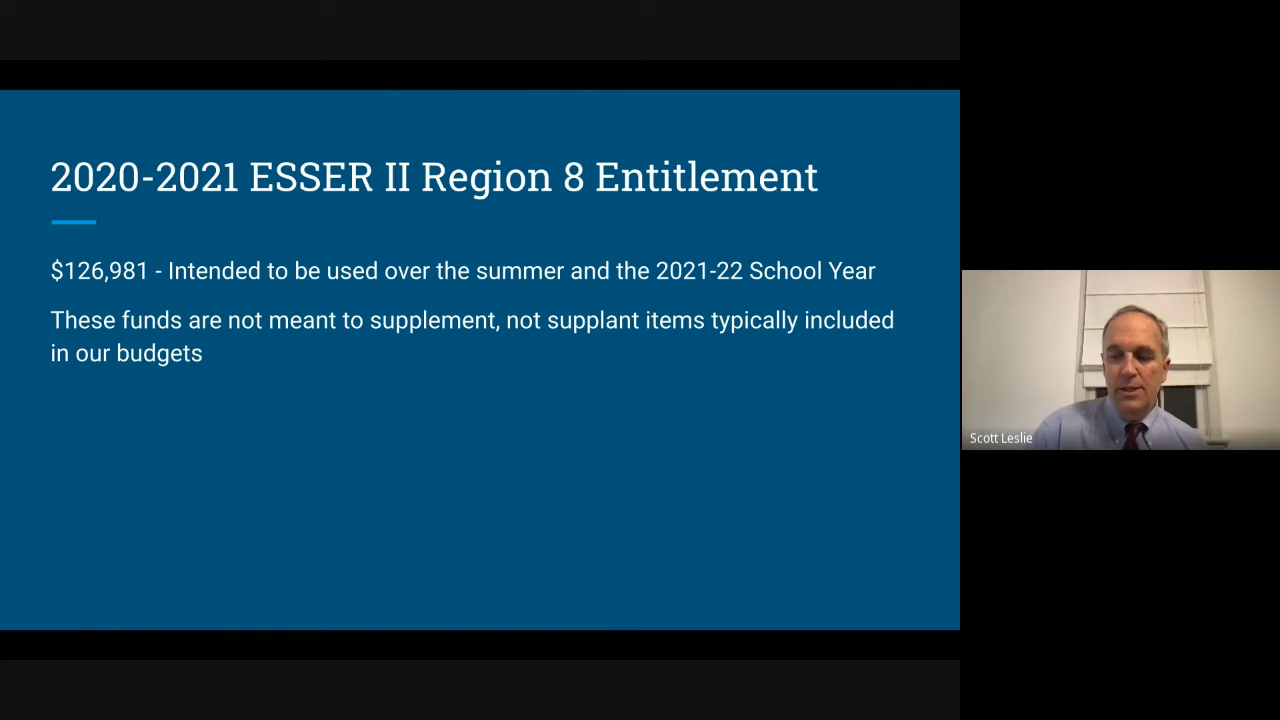 2020-2021 ESSER II Region 8 Entitlement
$126,981 - Intended to be used over the summer and the 2021-22 School Year
These funds are not meant to supplement, not supplant items typically included
in our budgets
Scott Leslie